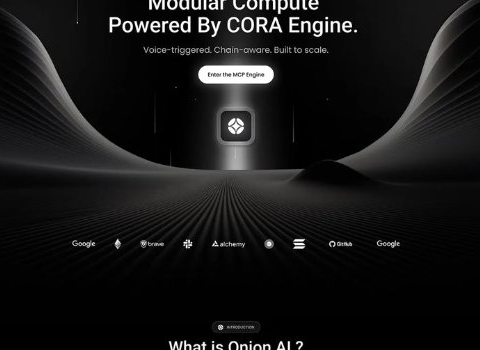 Modular Compute
Powered By CORA Engine.
Voice-triggered. Chain-aware. Built to scale.
Enter the MCP Engine
Google brave alchemy GitHub Google
INTRODUCTION
What is Onion AI ?